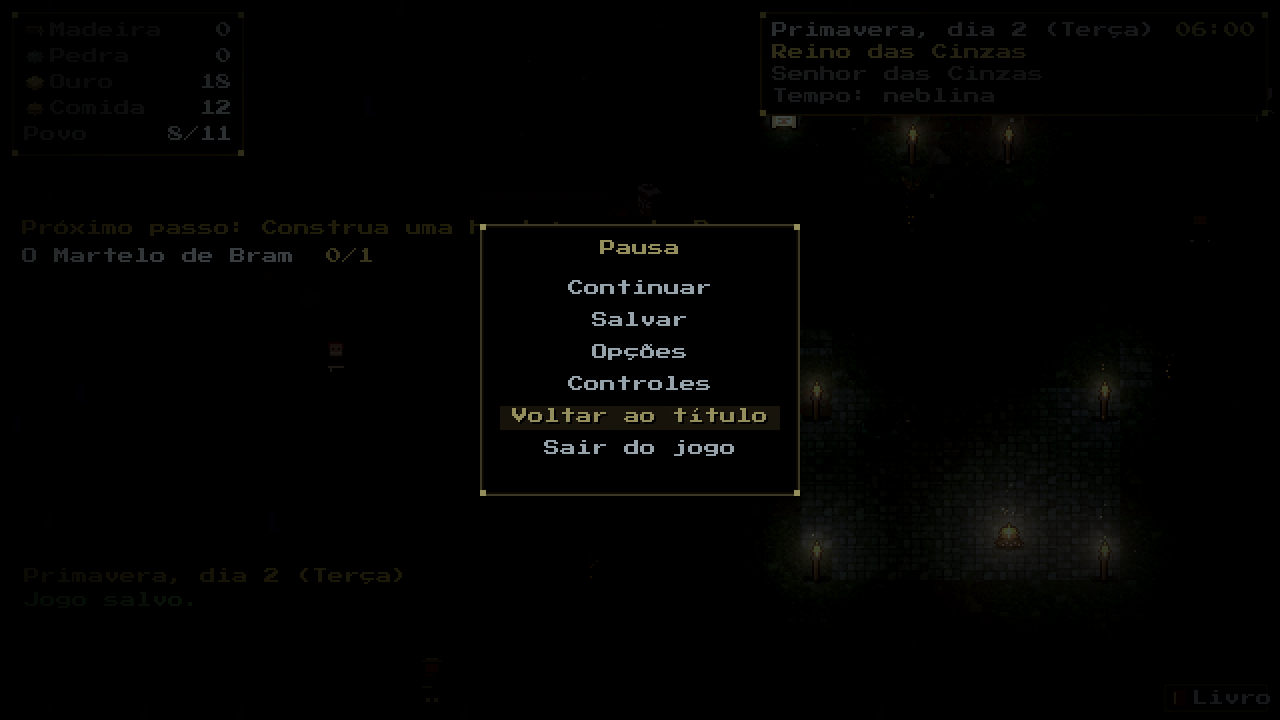 Madeira 0
Pedra 0
Ouro 18
Comida 12
Povo 8/11
Primavera, dia 2 (Terça) 06:00
Reino das Cinzas
Senhor das Cinzas
Tempo: neblina
Próximo passo: Construa uma
O Martelo de Bram 0/1
Pausa
Continuar
Salvar
Opções
Controles
Voltar ao título
Sair do jogo
Primavera, dia 2 (Terça)
Jogo salvo.
Livro